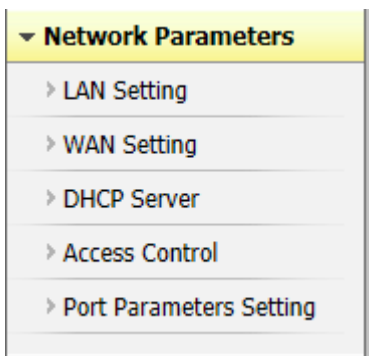 Network Parameters
LAN Setting
WAN Setting
DHCP Server
Access Control
Port Parameters Setting